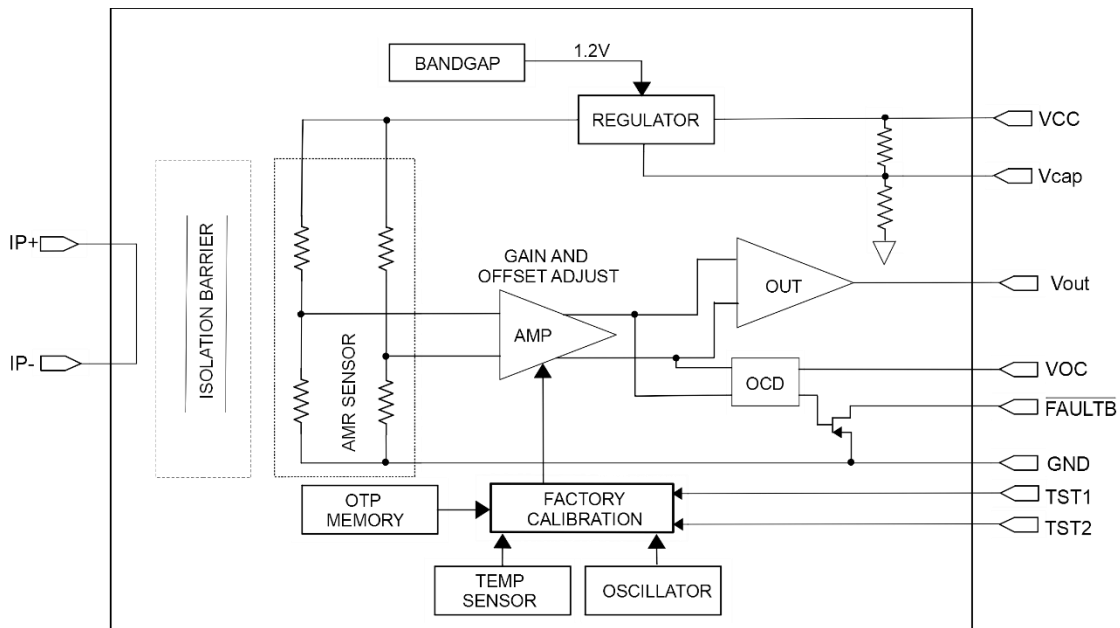 1.2V
BANDGAP
REGULATOR
VCC
Vcap
IP+
IP-
ISOLATION BARRIER
AMR SENSOR
GAIN AND
OFFSET ADJUST
AMP
OUT
Vout
OCD
VOC
FAULTB
GND
OTP
MEMORY
FACTORY
CALIBRATION
TST1
TST2
TEMP
SENSOR
OSCILLATOR